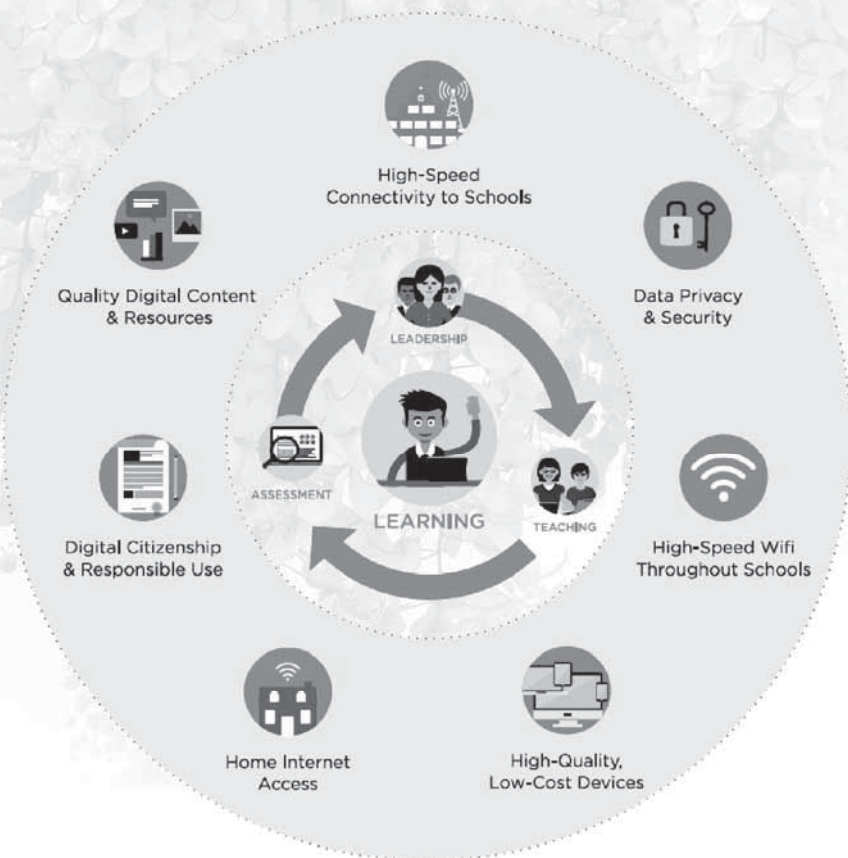 High-Speed
Connectivity to Schools
Data Privacy
& Security
High-Speed Wifi
Throughout Schools
High-Quality,
Low-Cost Devices
Home Internet
Access
Digital Citizenship
& Responsible Use
Quality Digital Content
& Resources
LEADERSHIP
TEACHING
ASSESSMENT
LEARNING